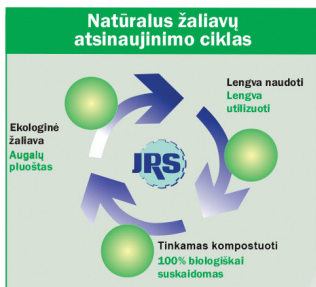 Natūralus žaliavų
atsinaujinimo ciklas
Lengva naudoti
Lengva
utilizuoti
Ekologinė
žaliava
Augalų
pluoštas
JRS
Tinkamas kompostuoti
100% biologiškai
suskaidomas